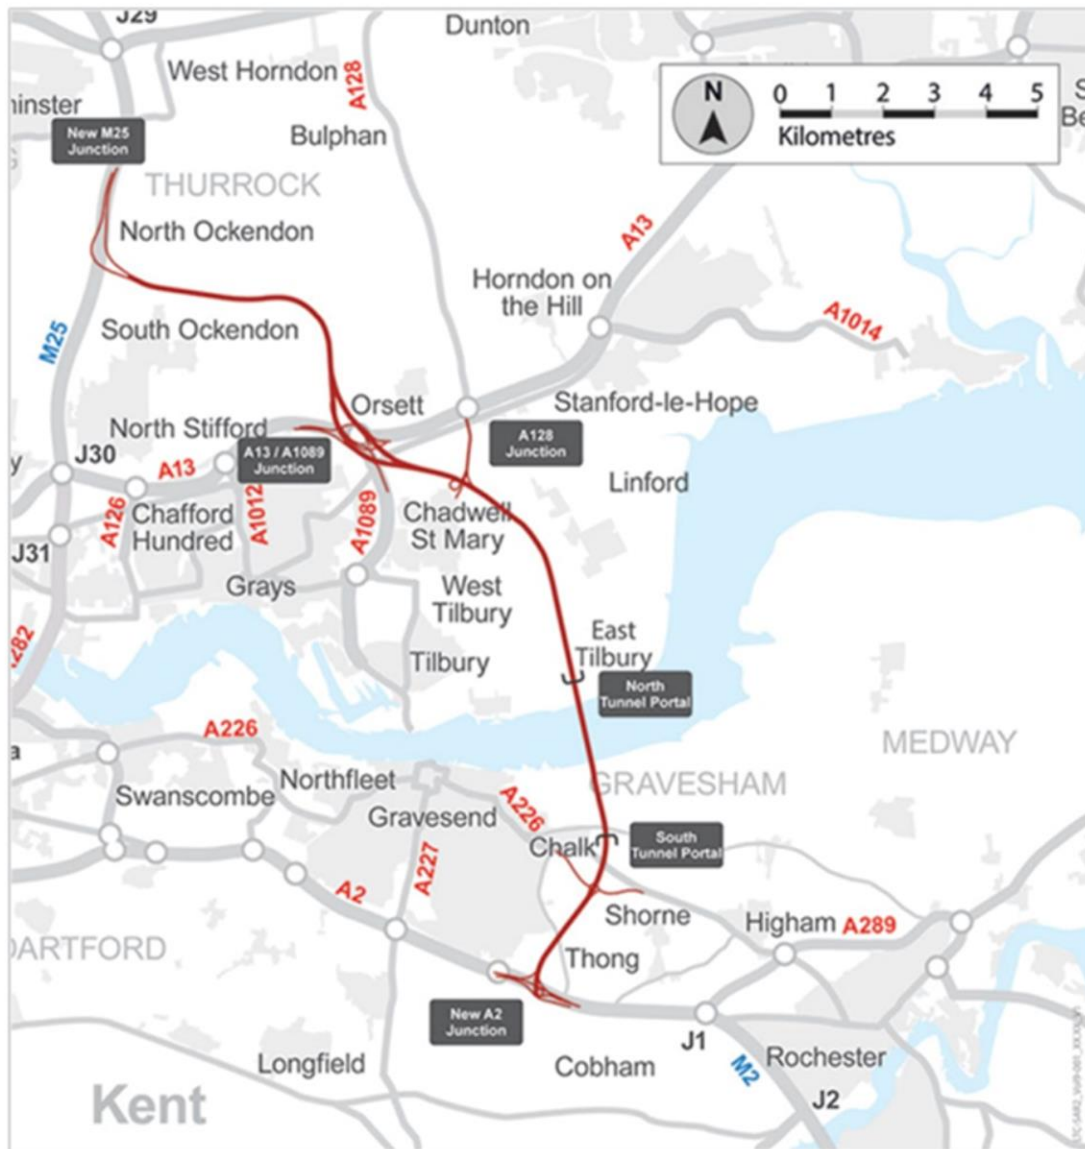 J29
Dunton
West Horndon
A128
N
0 1 2 3 4 5
Kilometres
Bulphan
New M25
Junction
THURROCK
North Ockendon
A13
Horndon on
the Hill
A1014
M25
South Ockendon
Orsett
Stanford-le-Hope
North Stifford
A128
Junction
A13 / A1089
Junction
J30
A13
Linford
A126
Chafford
Hundred
A1012
A1089
Chadwell
St Mary
J31
Grays
West
Tilbury
East
Tilbury
Tilbury
North
Tunnel Portal
A226
MEDWAY
Northfleet
GRAVESHAM
Swanscombe
Gravesend
A226
South
Tunnel Portal
Chalk
A227
A2
Shorne
Higham
A289
Thong
New A2
Junction
J1
Longfield
Cobham
M2
Rochester
Kent
J2